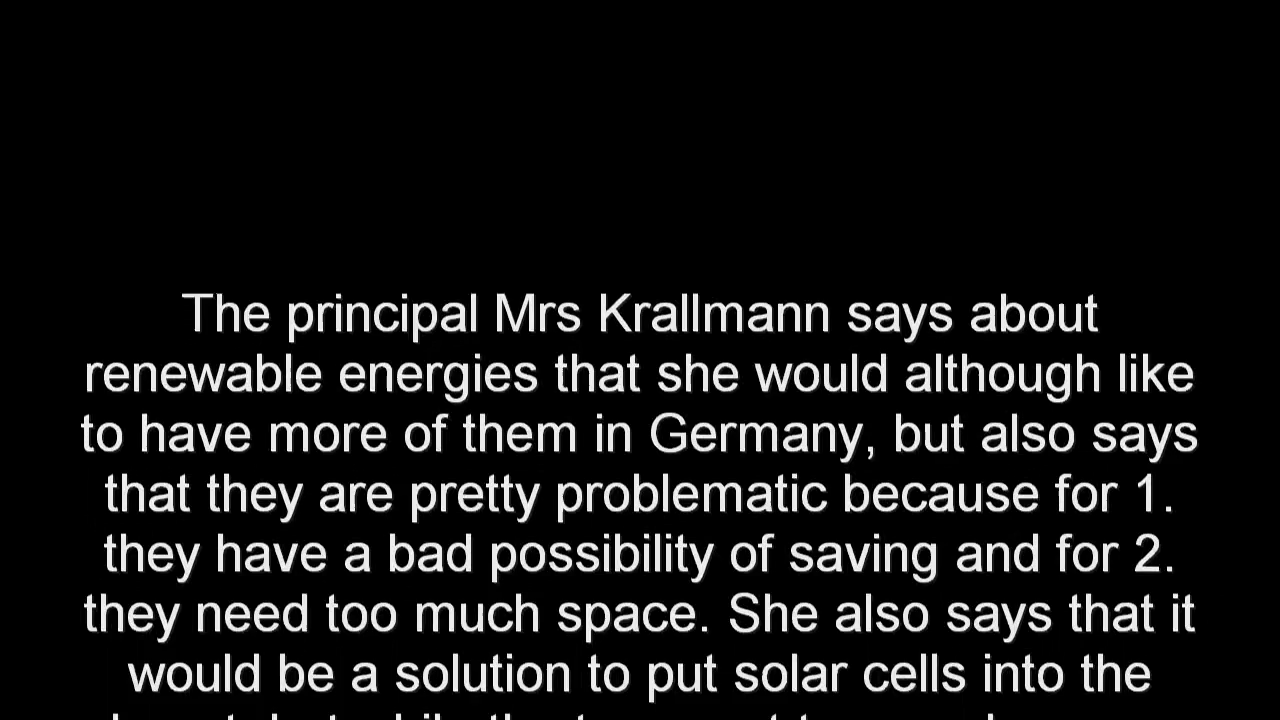 The principal Mrs Krallmann says about
renewable energies that she would although like
to have more of them in Germany, but also says
that they are pretty problematic because for 1.
they have a bad possibility of saving and for 2.
they need too much space. She also says that it
would be a solution to put solar cells into the